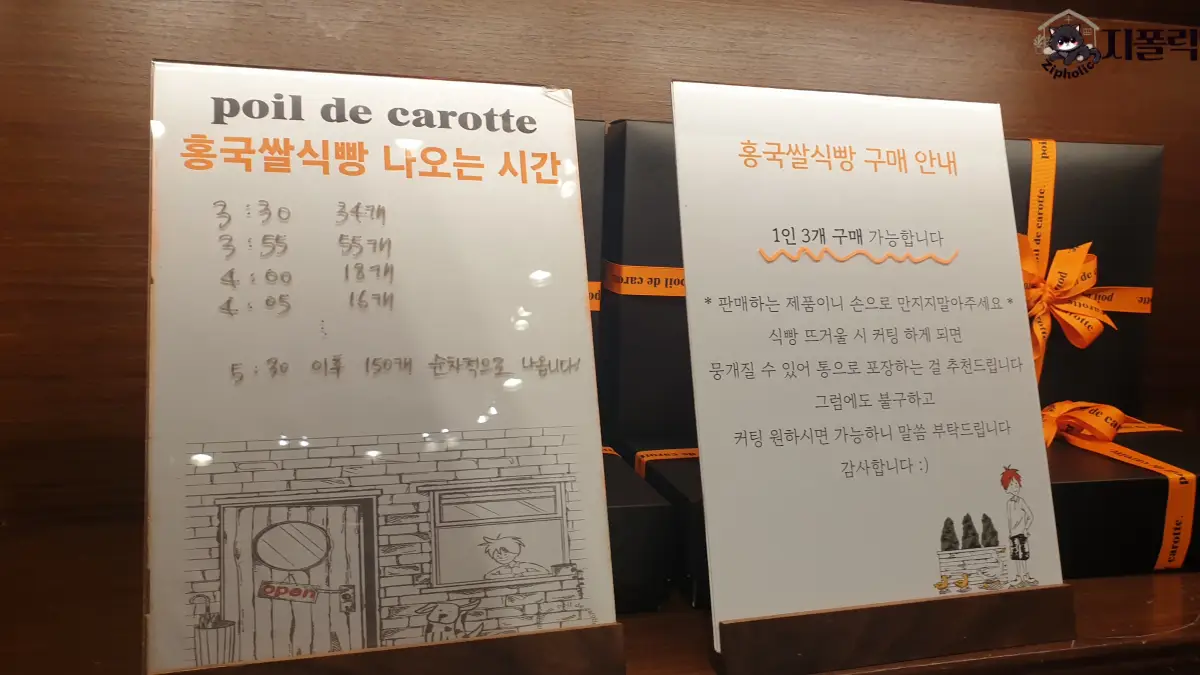 poil de carotte
홍국쌀식빵 나오는 시간
3:30 34개
3:55 55개
4:00 18개
4:05 16개
⋮
5:30 이후 150개 순차적으로 나옵니다!
open
홍국쌀식빵 구매 안내
1인 3개 구매 가능합니다
* 판매하는 제품이니 손으로 만지지말아주세요 *
식빵 뜨거울 시 커팅 하게 되면
뭉개질 수 있어 통으로 포장하는 걸 추천드립니다
그럼에도 불구하고
커팅 원하시면 가능하니 말씀 부탁드립니다
감사합니다 :)
지폴릭
Zipholic
poil de carotte.
poil de carotte
de carotte
carotte.